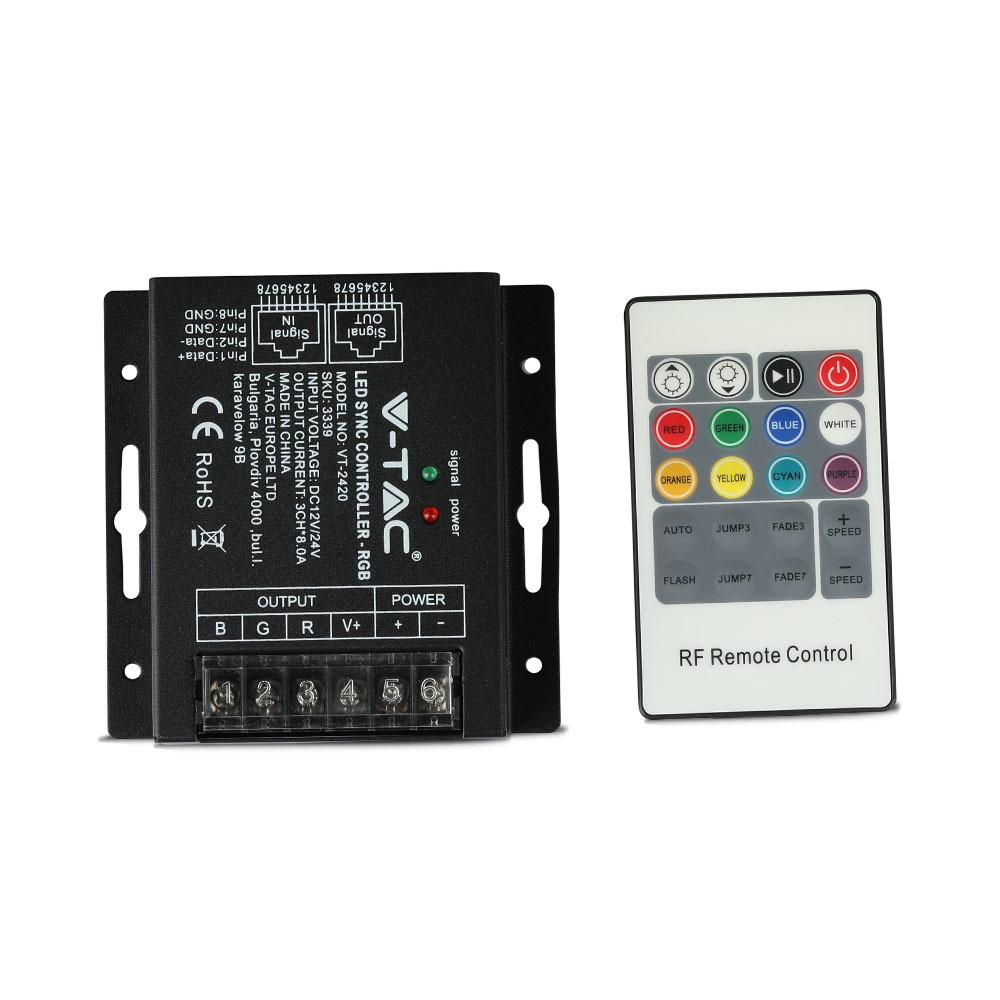 12345678
12345678
Signal
IN
Signal
OUT
Pin1:Data+
Pin2:Data-
Pin7:GND
Pin8:GND
V-TAC®
LED SYNC CONTROLLER - RGB
MODEL NO: VT-2420
SKU: 3339
INPUT VOLTAGE: DC12V/24V
OUTPUT CURRENT: 3CH*8.0A
MADE IN CHINA
V-TAC EUROPE LTD
Bulgaria, Plovdiv 4000 ,bul.l.
karavelow 9B
CE RoHS
signal power
OUTPUT POWER
B G R V+ + -
1 2 3 4 5 6
RED GREEN BLUE WHITE
ORANGE YELLOW CYAN PURPLE
AUTO JUMP3 FADE3 + SPEED
FLASH JUMP7 FADE7 - SPEED
RF Remote Control